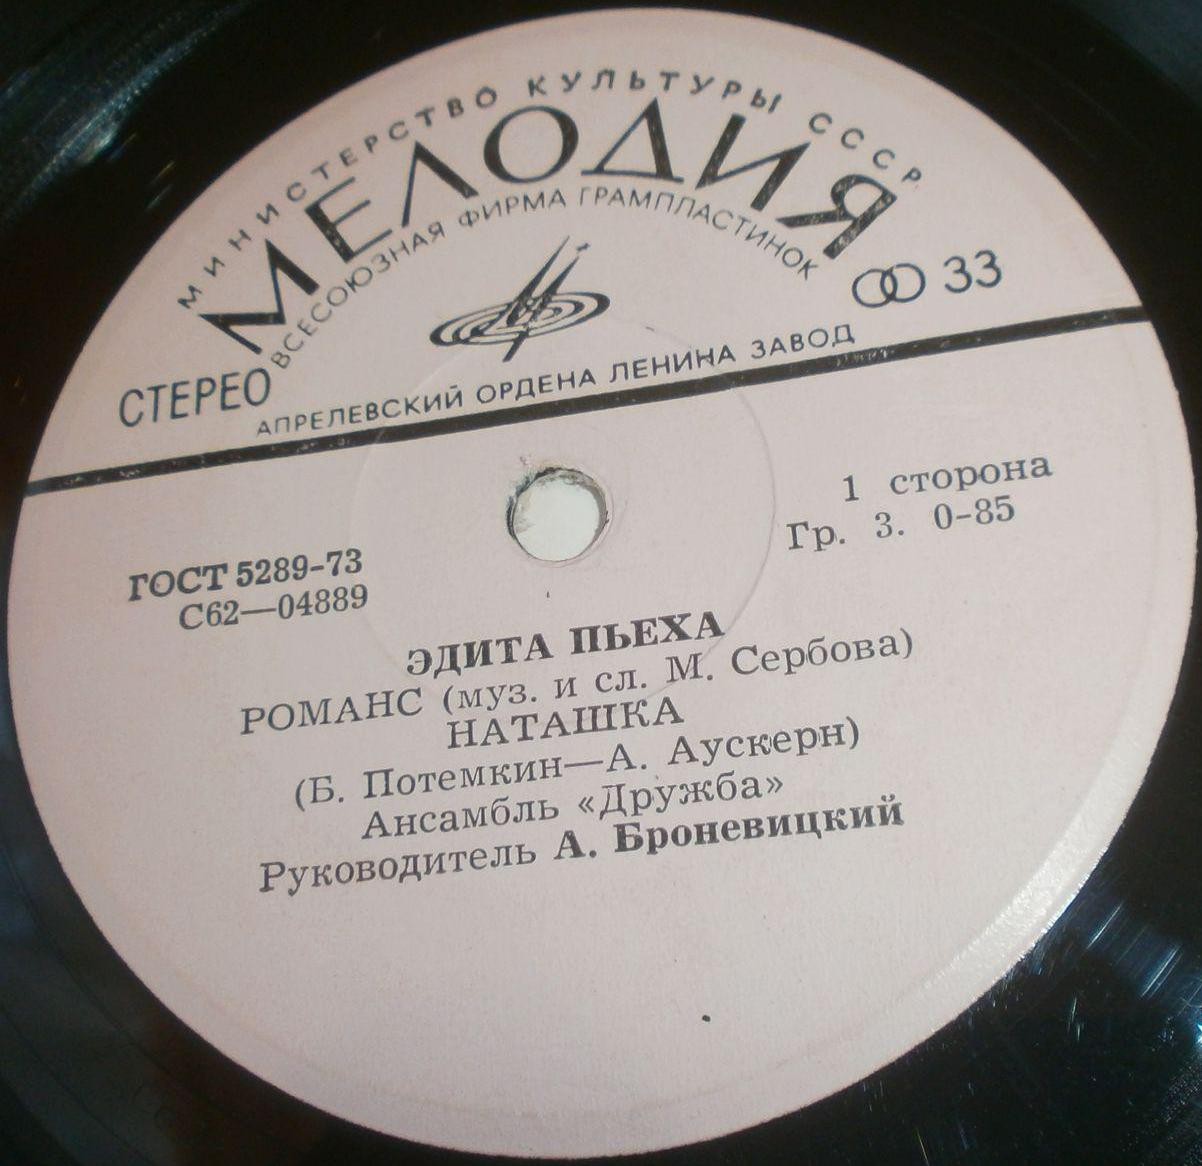 МИНИСТЕРСТВО КУЛЬТУРЫ СССР
МЕЛОДИЯ
ВСЕСОЮЗНАЯ ФИРМА ГРАМПЛАСТИНОК
33
СТЕРЕО
АПРЕЛЕВСКИЙ ОРДЕНА ЛЕНИНА ЗАВОД
1 сторона
Гр. 3. 0-85
ГОСТ 5289-73
С62—04889
ЭДИТА ПЬЕХА
РОМАНС (муз. и сл. М. Сербова)
НАТАШКА
(Б. Потемкин—А. Аускерн)
Ансамбль «Дружба»
Руководитель А. Броневицкий